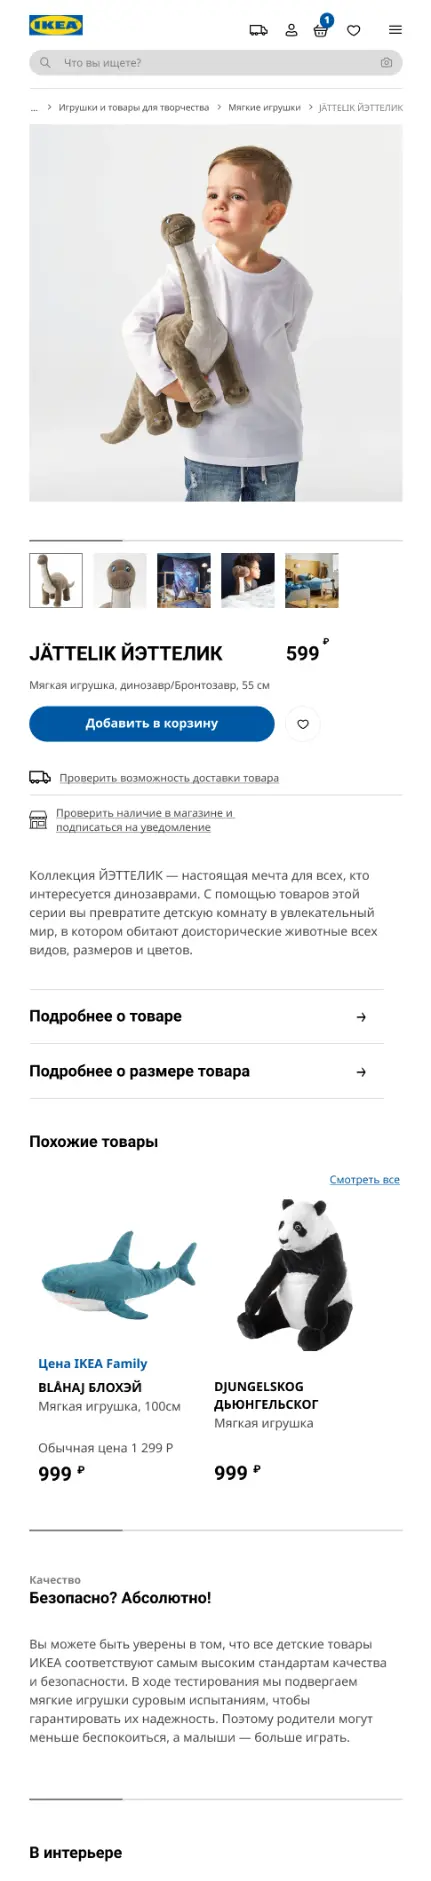 IKEA
1
Что вы ищете?
... > Игрушки и товары для творчества > Мягкие игрушки > JÄTTELIK ЙЭТТЕЛИК
JÄTTELIK ЙЭТТЕЛИК 599 ₽
Мягкая игрушка, динозавр/Бронтозавр, 55 см
Добавить в корзину
Проверить возможность доставки товара
Проверить наличие в магазине и
подписаться на уведомление
Коллекция ЙЭТТЕЛИК — настоящая мечта для всех, кто
интересуется динозаврами. С помощью товаров этой
серии вы превратите детскую комнату в увлекательный
мир, в котором обитают доисторические животные всех
видов, размеров и цветов.
Подробнее о товаре →
Подробнее о размере товара →
Похожие товары
Смотреть все
Цена IKEA Family
BLÅHAJ БЛОХЭЙ
Мягкая игрушка, 100см
Обычная цена 1 299 Р
999 ₽
DJUNGELSKOG
ДЬЮНГЕЛЬСКОГ
Мягкая игрушка
999 ₽
Качество
Безопасно? Абсолютно!
Вы можете быть уверены в том, что все детские товары
ИКЕА соответствуют самым высоким стандартам качества
и безопасности. В ходе тестирования мы подвергаем
мягкие игрушки суровым испытаниям, чтобы
гарантировать их надежность. Поэтому родители могут
меньше беспокоиться, а малыши — больше играть.
В интерьере